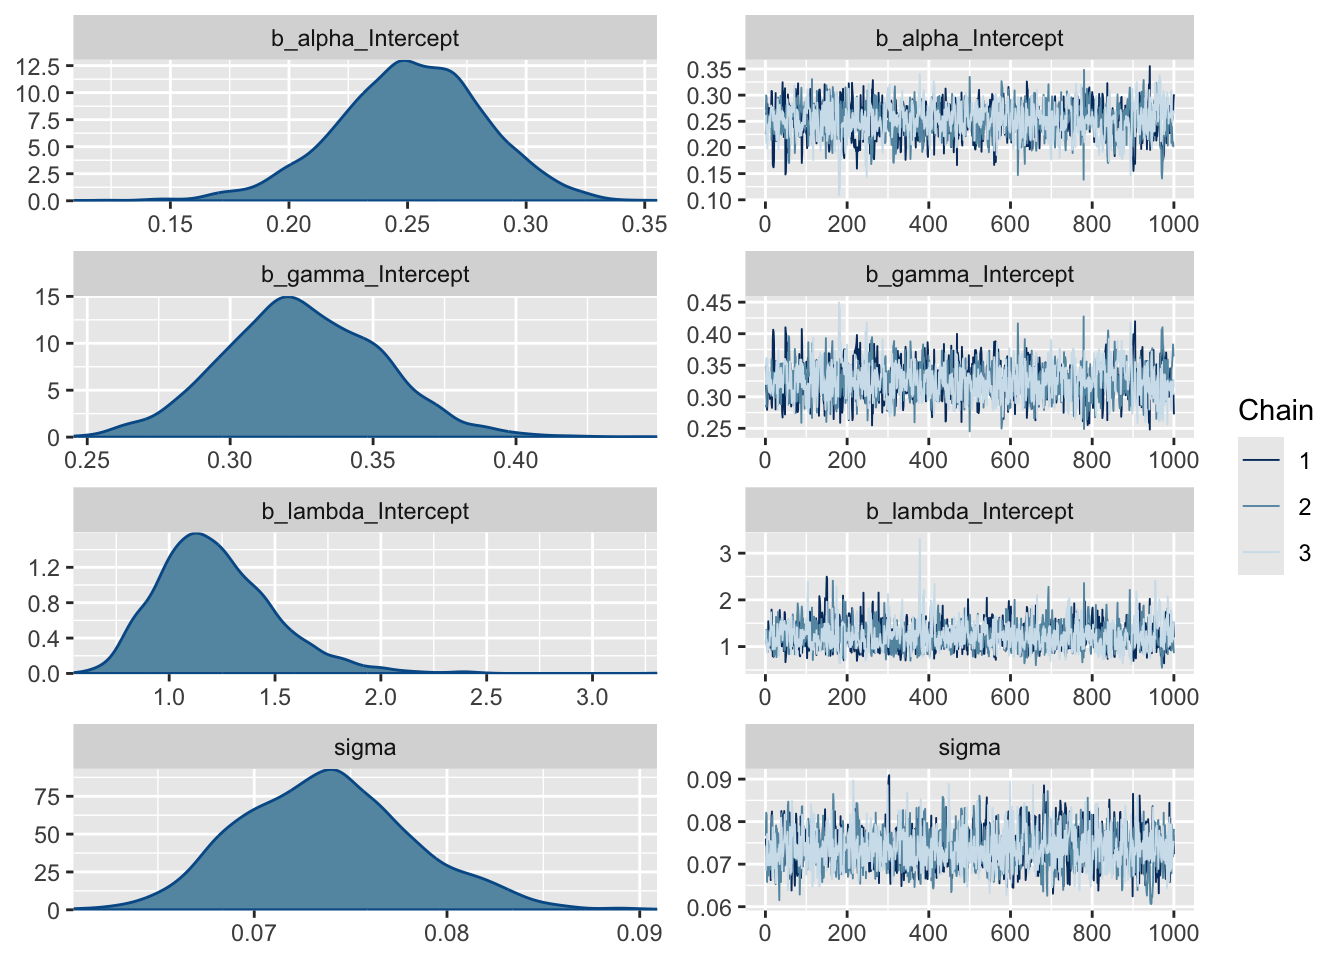 b_alpha_Intercept
12.5
10.0
7.5
5.0
2.5
0.0
0.15 0.20 0.25 0.30 0.35
b_alpha_Intercept
0.35
0.30
0.25
0.20
0.15
0.10
0 200 400 600 800 1000
b_gamma_Intercept
15
10
5
0
0.25 0.30 0.35 0.40
b_gamma_Intercept
0.45
0.40
0.35
0.30
0.25
0 200 400 600 800 1000
b_lambda_Intercept
1.2
0.8
0.4
0.0
1.0 1.5 2.0 2.5 3.0
b_lambda_Intercept
3
2
1
0 200 400 600 800 1000
sigma
75
50
25
0
0.07 0.08 0.09
sigma
0.09
0.08
0.07
0.06
0 200 400 600 800 1000
Chain
1
2
3